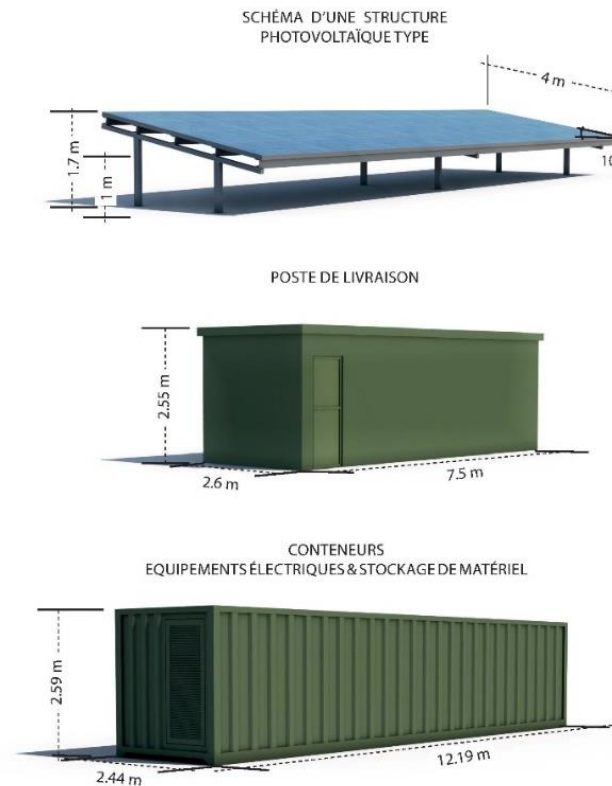 SCHÉMA D'UNE STRUCTURE
PHOTOVOLTAÏQUE TYPE
4 m
1.7 m
1 m
10
POSTE DE LIVRAISON
2.55 m
2.6 m
7.5 m
CONTENEURS
EQUIPEMENTS ÉLECTRIQUES & STOCKAGE DE MATÉRIEL
2.59 m
2.44 m
12.19 m